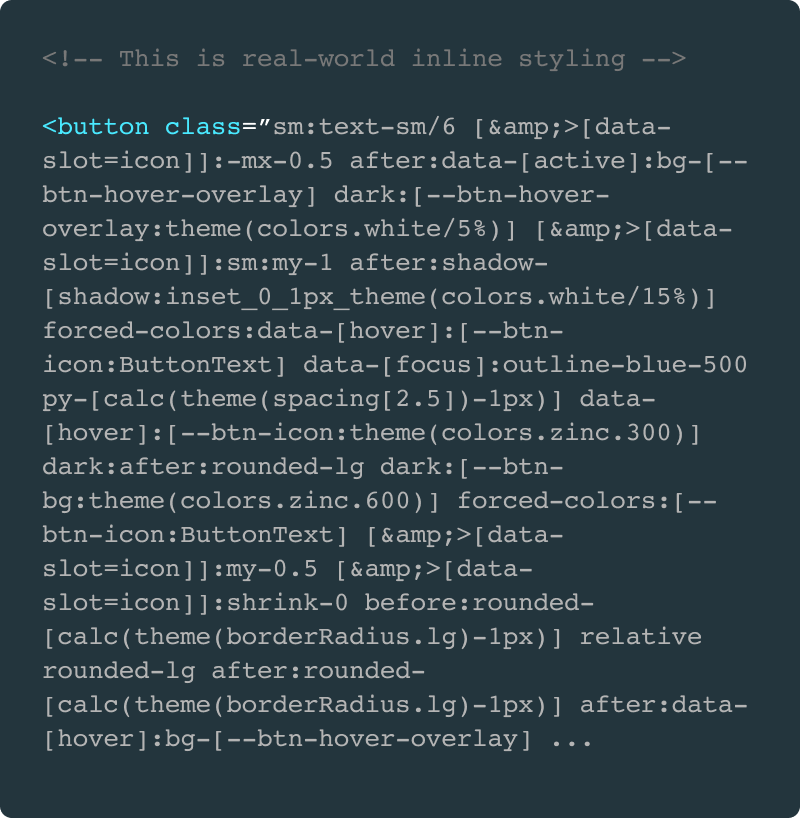 <!-- This is real-world inline styling -->
<button class=”sm:text-sm/6 [&amp;>[data-
slot=icon]]:-mx-0.5 after:data-[active]:bg-[--
btn-hover-overlay] dark:[--btn-hover-
overlay:theme(colors.white/5%)] [&amp;>[data-
slot=icon]]:sm:my-1 after:shadow-
[shadow:inset_0_1px_theme(colors.white/15%)]
forced-colors:data-[hover]:[--btn-
icon:ButtonText] data-[focus]:outline-blue-500
py-[calc(theme(spacing[2.5])-1px)] data-
[hover]:[--btn-icon:theme(colors.zinc.300)]
dark:after:rounded-lg dark:[--btn-
bg:theme(colors.zinc.600)] forced-colors:[--
btn-icon:ButtonText] [&amp;>[data-
slot=icon]]:my-0.5 [&amp;>[data-
slot=icon]]:shrink-0 before:rounded-
[calc(theme(borderRadius.lg)-1px)] relative
rounded-lg after:rounded-
[calc(theme(borderRadius.lg)-1px)] after:data-
[hover]:bg-[--btn-hover-overlay] ...